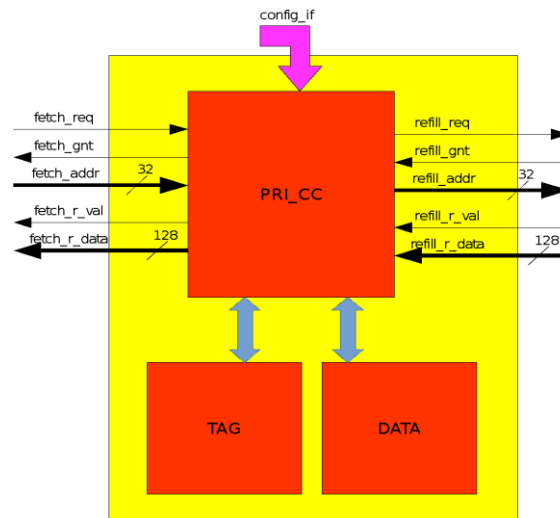 config_if
fetch_req
refill_req
fetch_gnt
refill_gnt
fetch_addr
32
refill_addr
32
PRI_CC
fetch_r_val
refill_r_val
fetch_r_data
128
refill_r_data
128
TAG
DATA